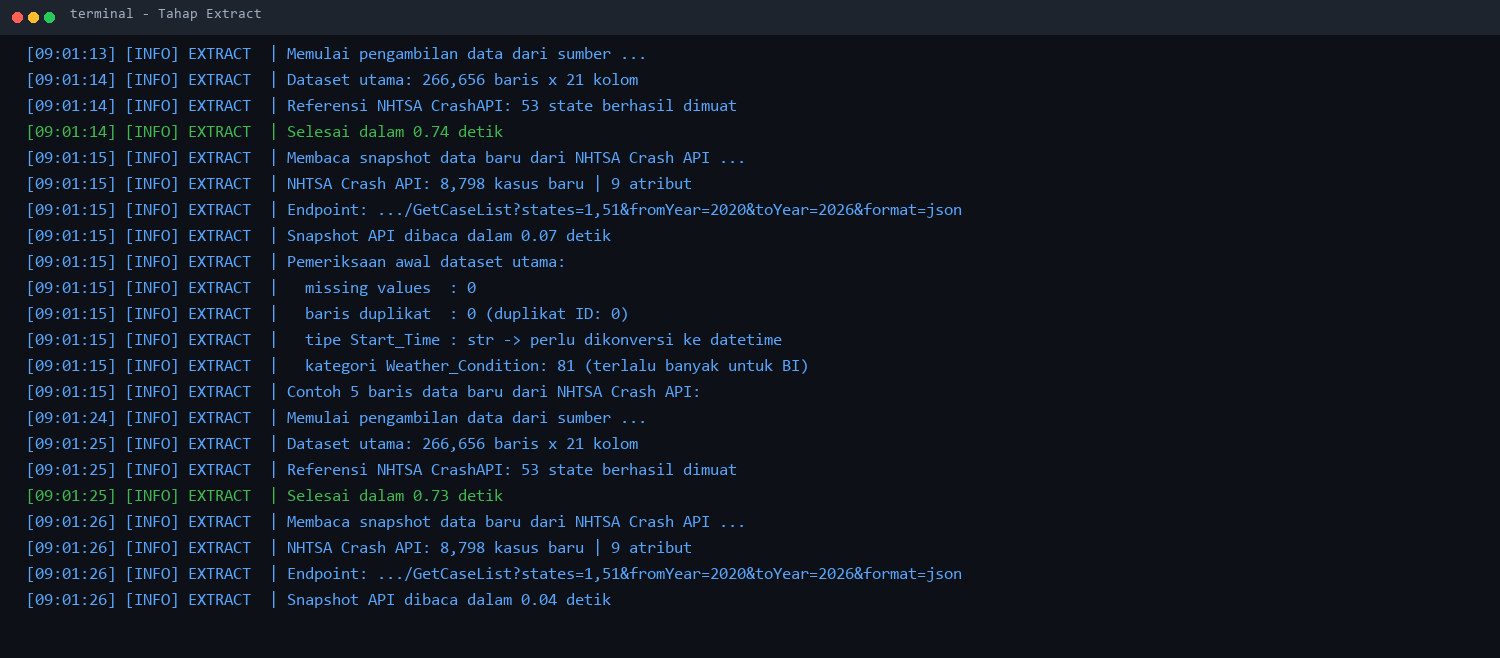 terminal - Tahap Extract
[09:01:13] [INFO] EXTRACT | Memulai pengambilan data dari sumber ...
[09:01:14] [INFO] EXTRACT | Dataset utama: 266,656 baris x 21 kolom
[09:01:14] [INFO] EXTRACT | Referensi NHTSA CrashAPI: 53 state berhasil dimuat
[09:01:14] [INFO] EXTRACT | Selesai dalam 0.74 detik
[09:01:15] [INFO] EXTRACT | Membaca snapshot data baru dari NHTSA Crash API ...
[09:01:15] [INFO] EXTRACT | NHTSA Crash API: 8,798 kasus baru | 9 atribut
[09:01:15] [INFO] EXTRACT | Endpoint: .../GetCaseList?states=1,51&fromYear=2020&toYear=2026&format=json
[09:01:15] [INFO] EXTRACT | Snapshot API dibaca dalam 0.07 detik
[09:01:15] [INFO] EXTRACT | Pemeriksaan awal dataset utama:
[09:01:15] [INFO] EXTRACT |   missing values  : 0
[09:01:15] [INFO] EXTRACT |   baris duplikat  : 0 (duplikat ID: 0)
[09:01:15] [INFO] EXTRACT |   tipe Start_Time : str -> perlu dikonversi ke datetime
[09:01:15] [INFO] EXTRACT |   kategori Weather_Condition: 81 (terlalu banyak untuk BI)
[09:01:15] [INFO] EXTRACT | Contoh 5 baris data baru dari NHTSA Crash API:
[09:01:24] [INFO] EXTRACT | Memulai pengambilan data dari sumber ...
[09:01:25] [INFO] EXTRACT | Dataset utama: 266,656 baris x 21 kolom
[09:01:25] [INFO] EXTRACT | Referensi NHTSA CrashAPI: 53 state berhasil dimuat
[09:01:25] [INFO] EXTRACT | Selesai dalam 0.73 detik
[09:01:26] [INFO] EXTRACT | Membaca snapshot data baru dari NHTSA Crash API ...
[09:01:26] [INFO] EXTRACT | NHTSA Crash API: 8,798 kasus baru | 9 atribut
[09:01:26] [INFO] EXTRACT | Endpoint: .../GetCaseList?states=1,51&fromYear=2020&toYear=2026&format=json
[09:01:26] [INFO] EXTRACT | Snapshot API dibaca dalam 0.04 detik